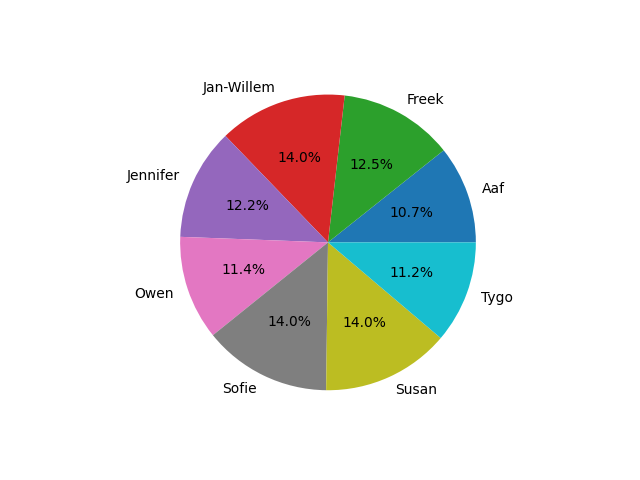 Jan-Willem
Freek
14.0%
12.5%
Jennifer
Aaf
12.2%
10.7%
Owen
11.4%
11.2%
Tygo
14.0%
14.0%
Sofie
Susan